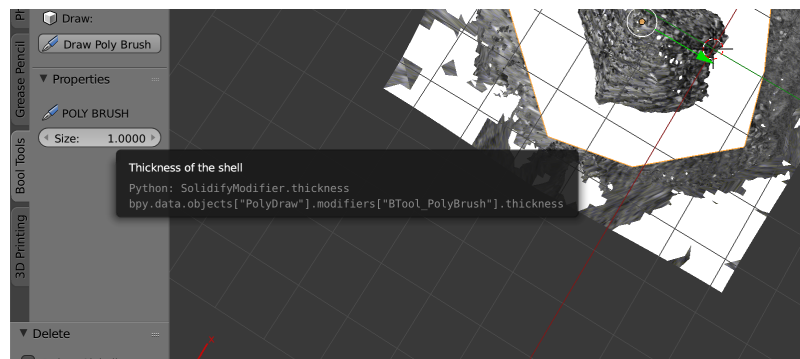 Draw:
Draw Poly Brush
Properties
POLY BRUSH
Size: 1.0000
Grease Pencil
Bool Tools
3D Printing
Thickness of the shell
Python: SolidifyModifier.thickness
bpy.data.objects["PolyDraw"].modifiers["BTool_PolyBrush"].thickness
Delete